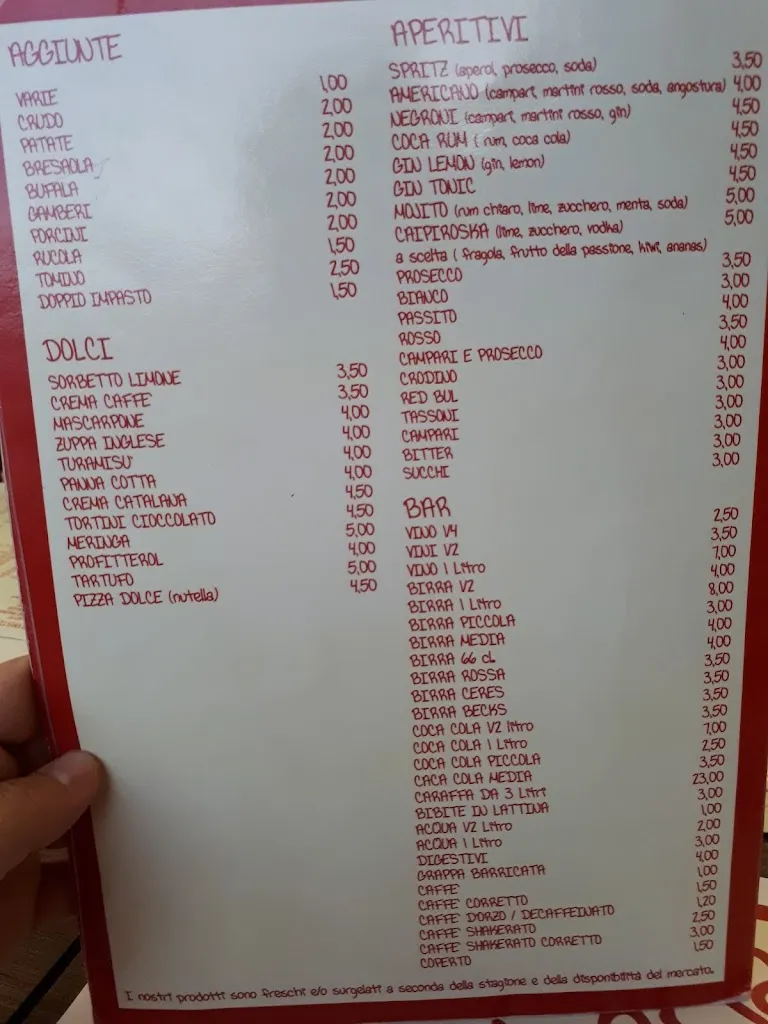 AGGIUNTE
VARIE 1,00
CRUDO 2,00
PATATE 2,00
BRESAOLA 2,00
BUFALA 2,00
GAMBERI 2,00
PORCINI 2,00
RUCOLA 1,50
TOMINO 2,50
DOPPIO IMPASTO 1,50
DOLCI
SORBETTO LIMONE 3,50
CREMA CAFFE' 3,50
MASCARPONE 4,00
ZUPPA INGLESE 4,00
TURAMISU' 4,00
PANNA COTTA 4,00
CREMA CATALANA 4,50
TORTINI CIOCCOLATO 4,50
MERINGA 5,00
PROFITTEROL 4,00
TARTUFO 5,00
PIZZA DOLCE (nutella) 4,50
APERITIVI
SPRITZ (aperol, prosecco, soda) 3,50
AMERICANO (campari, martini rosso, soda, angostura) 4,00
NEGRONI (campari, martini rosso, gin) 4,50
COCA RUM ( rum, coca cola) 4,50
GIN LEMON (gin, lemon) 4,50
GIN TONIC 4,50
MOJITO (rum chiaro, lime, zucchero, menta, soda) 5,00
CAIPIROSKA (lime, zucchero, vodka) 5,00
a scelta ( fragola, frutto della passione, kiwi, ananas)
PROSECCO 3,50
BIANCO 3,00
PASSITO 4,00
ROSSO 3,50
CAMPARI E PROSECCO 4,00
CRODINO 3,00
RED BUL 3,00
TASSONI 3,00
CAMPARI 3,00
BITTER 3,00
SUCCHI 3,00
BAR
VINO 1/4 2,50
VINI 1/2 3,50
VINO 1 Litro 7,00
BIRRA 1/2 4,00
BIRRA 1 Litro 8,00
BIRRA PICCOLA 3,00
BIRRA MEDIA 4,00
BIRRA 66 cl. 4,00
BIRRA ROSSA 3,50
BIRRA CERES 3,50
BIRRA BECKS 3,50
COCA COLA 1/2 litro 3,50
COCA COLA 1 Litro 7,00
COCA COLA PICCOLA 2,50
CACA COLA MEDIA 3,50
CARAFFA DA 3 Litri 23,00
BIBITE IN LATTINA 3,00
ACQUA 1/2 Litro 1,00
ACQUA 1 Litro 2,00
DIGESTIVI 3,00
GRAPPA BARRICATA 4,00
CAFFE' 1,00
CAFFE' CORRETTO 1,50
CAFFE' D'ORZO / DECAFFEINATO 1,20
CAFFE' SHAKERATO 2,50
CAFFE' SHAKERATO CORRETTO 3,00
COPERTO 1,50
I nostri prodotti sono freschi e/o surgelati a seconda della stagione e della disponibilità del mercato.